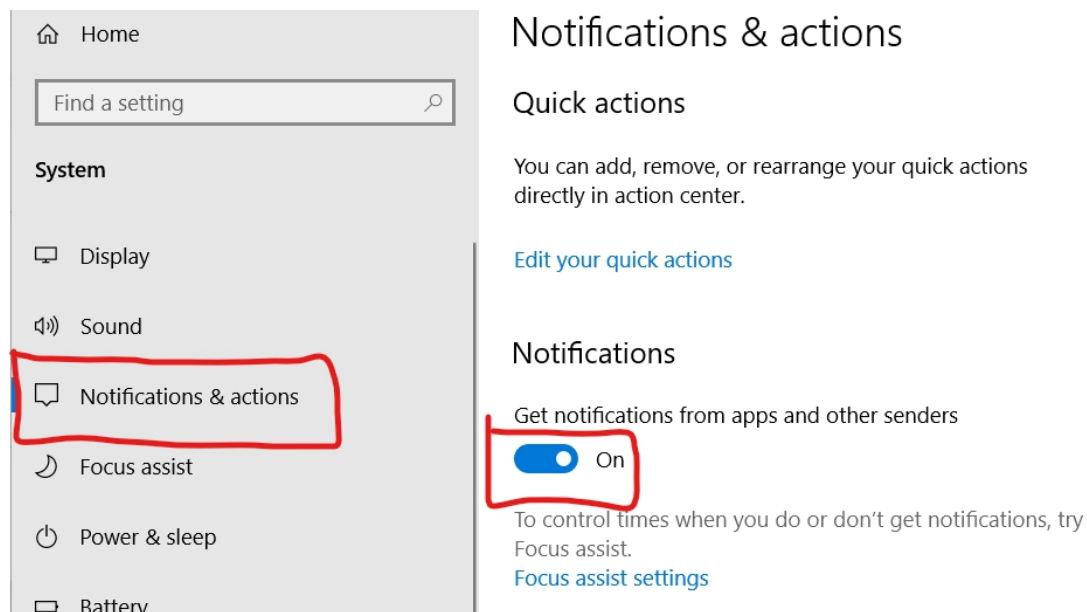 Home
Find a setting
System
Display
Sound
Notifications & actions
Focus assist
Power & sleep
Battery
Notifications & actions
Quick actions
You can add, remove, or rearrange your quick actions
directly in action center.
Edit your quick actions
Notifications
Get notifications from apps and other senders
On
To control times when you do or don't get notifications, try
Focus assist.
Focus assist settings